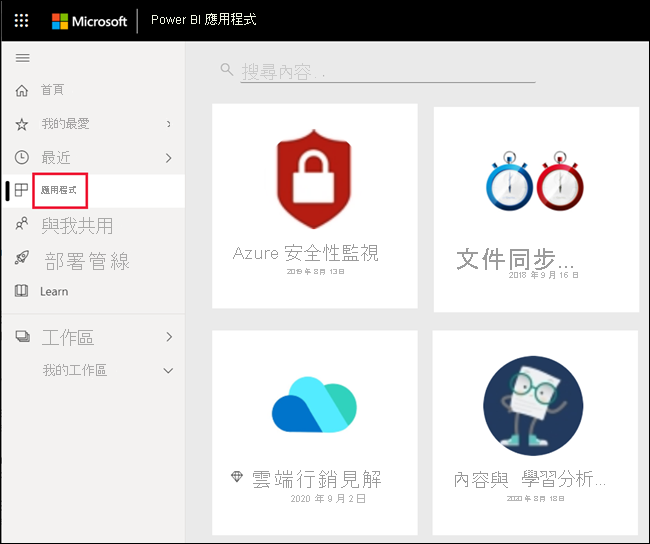 Microsoft Power BI 應用程式
搜尋內容. .
首頁
我的最愛
最近
應用程式
與我共用
部署管線
Learn
工作區
我的工作區
Azure 安全性監視
2019 年 8 月 13日
文件同步...
2018 年 9 月 16 日
雲端行銷見解
2020 年 9 月 2 日
內容與 學習分析...
2020 年 8 月 18日